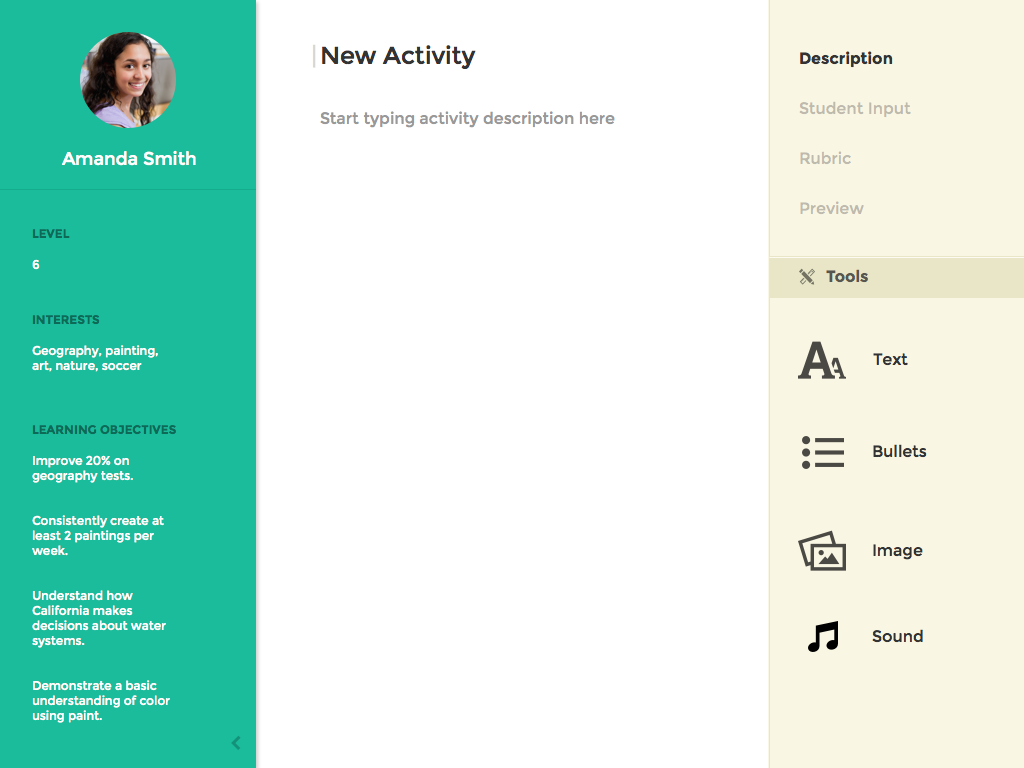 Amanda Smith
LEVEL
6
INTERESTS
Geography, painting,
art, nature, soccer
LEARNING OBJECTIVES
Improve 20% on
geography tests.
Consistently create at
least 2 paintings per
week.
Understand how
California makes
decisions about water
systems.
Demonstrate a basic
understanding of color
using paint.
New Activity
Start typing activity description here
Description
Student Input
Rubric
Preview
Tools
Text
Bullets
Image
Sound